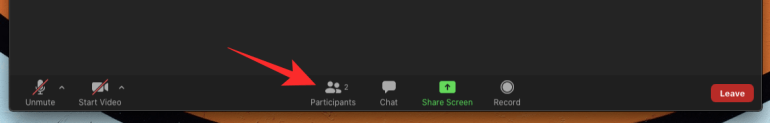 2
Unmute
Start Video
Participants
Chat
Share Screen
Record
Leave